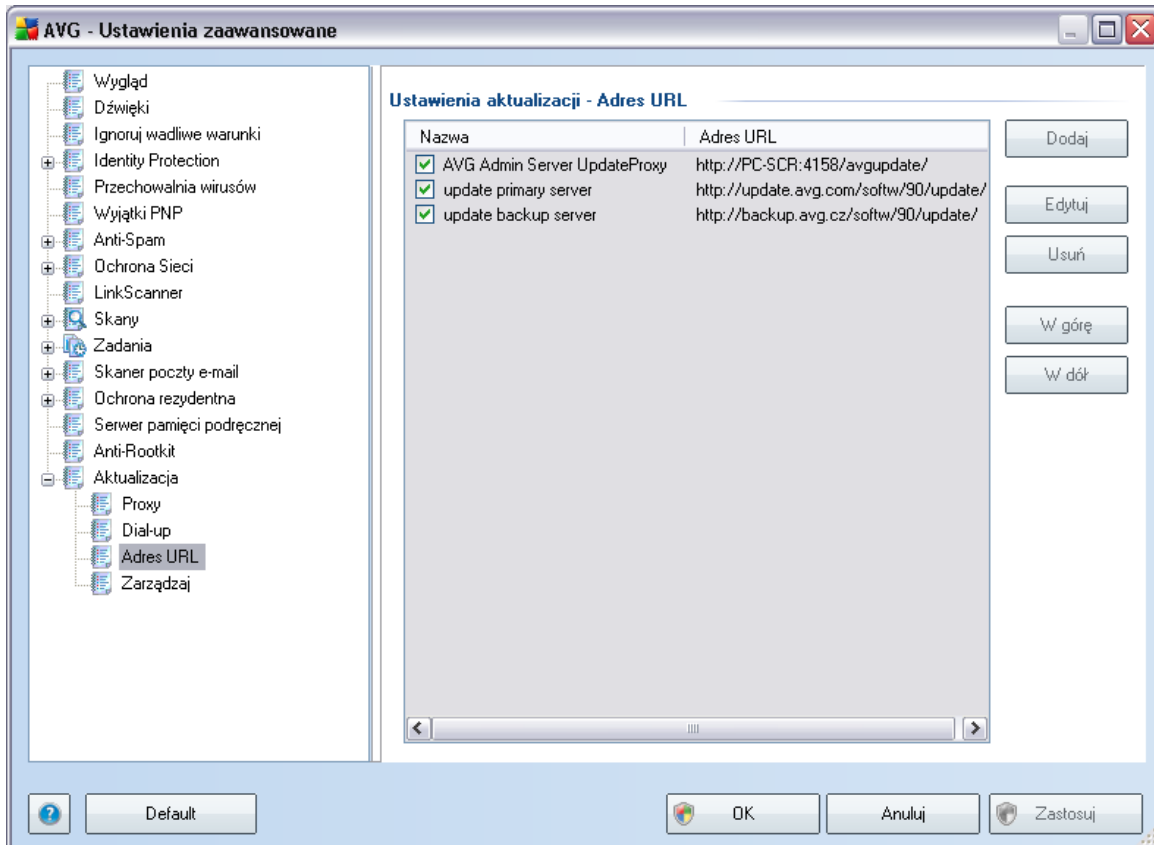 AVG - Ustawienia zaawansowane
Wygląd
Dźwięki
Ignoruj wadliwe warunki
Identity Protection
Przechowalnia wirusów
Wyjątki PNP
Anti-Spam
Ochrona Sieci
LinkScanner
Skany
Zadania
Skaner poczty e-mail
Ochrona rezydentna
Serwer pamięci podręcznej
Anti-Rootkit
Aktualizacja
Proxy
Dial-up
Adres URL
Zarządzaj
Ustawienia aktualizacji - Adres URL
Nazwa Adres URL
AVG Admin Server UpdateProxy http://PC-SCR:4158/avgupdate/
update primary server http://update.avg.com/softw/90/update/
update backup server http://backup.avg.cz/softw/90/update/
Dodaj
Edytuj
Usuń
W górę
W dół
Default
OK
Anuluj
Zastosuj